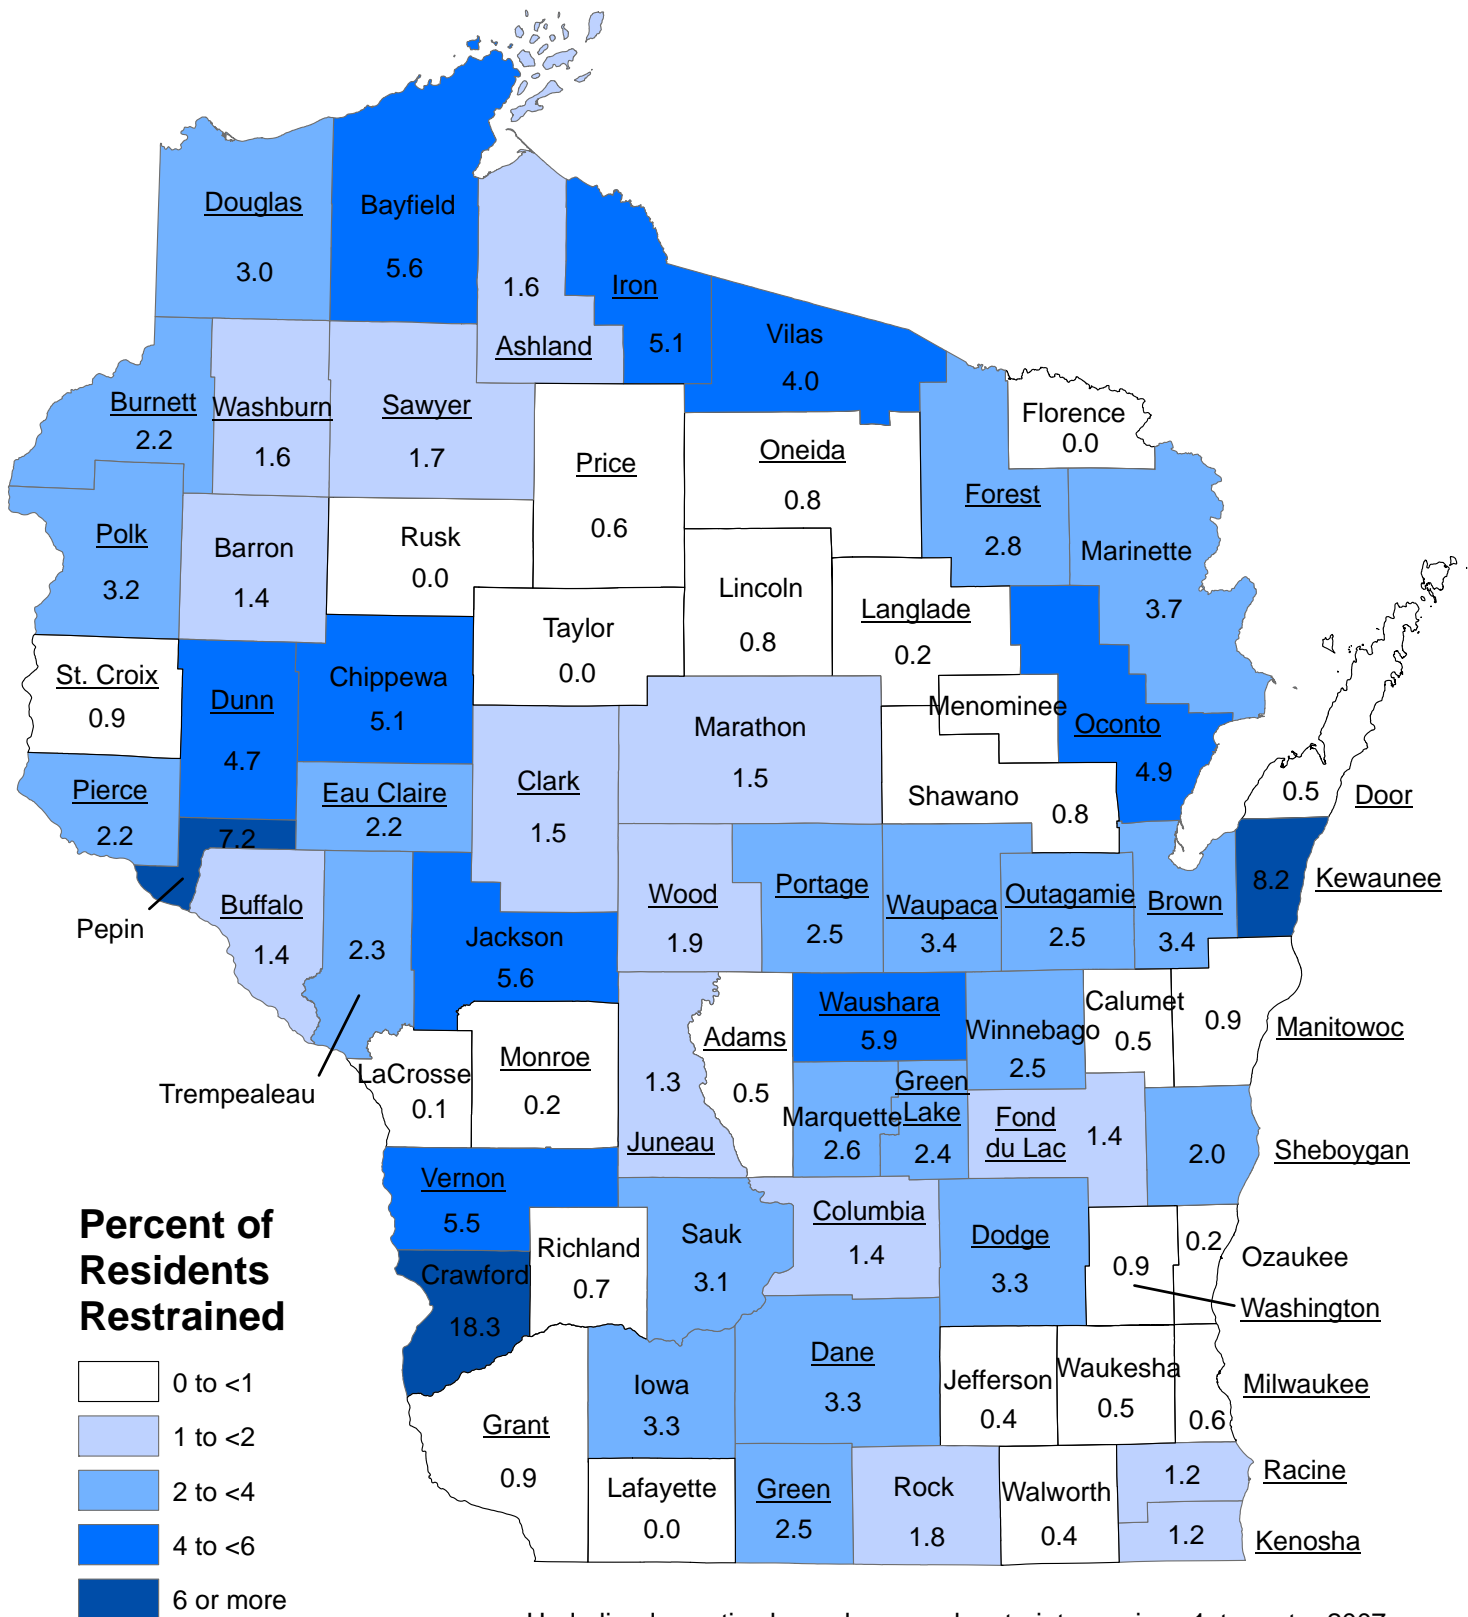 Douglas
3.0
Bayfield
5.6
1.6
Ashland
Iron
5.1
Vilas
4.0
Burnett
2.2
Washburn
1.6
Sawyer
1.7
Price
0.6
Oneida
0.8
Florence
0.0
Forest
2.8
Marinette
3.7
Polk
3.2
Barron
1.4
Rusk
0.0
Taylor
0.0
Lincoln
0.8
Langlade
0.2
Menominee
Oconto
4.9
St. Croix
0.9
Dunn
4.7
Chippewa
5.1
Marathon
1.5
Shawano
0.8
0.5
Door
Pierce
2.2
7.2
Pepin
Eau Claire
2.2
Clark
1.5
Wood
1.9
Portage
2.5
Waupaca
3.4
Outagamie
2.5
Brown
3.4
8.2
Kewaunee
Buffalo
1.4
2.3
Trempealeau
Jackson
5.6
LaCrosse
0.1
Monroe
0.2
1.3
Juneau
Adams
0.5
Waushara
5.9
Winnebago
2.5
Calumet
0.5
0.9
Manitowoc
Marquette
2.6
Green
Lake
2.4
Fond
du Lac
1.4
2.0
Sheboygan
Vernon
5.5
Crawford
18.3
Richland
0.7
Sauk
3.1
Columbia
1.4
Dodge
3.3
0.9
Washington
0.2
Ozaukee
Grant
0.9
Iowa
3.3
Dane
3.3
Jefferson
0.4
Waukesha
0.5
0.6
Milwaukee
Lafayette
0.0
Green
2.5
Rock
1.8
Walworth
0.4
1.2
Racine
1.2
Kenosha
Percent of
Residents
Restrained
0 to <1
1 to <2
2 to <4
4 to <6
6 or more